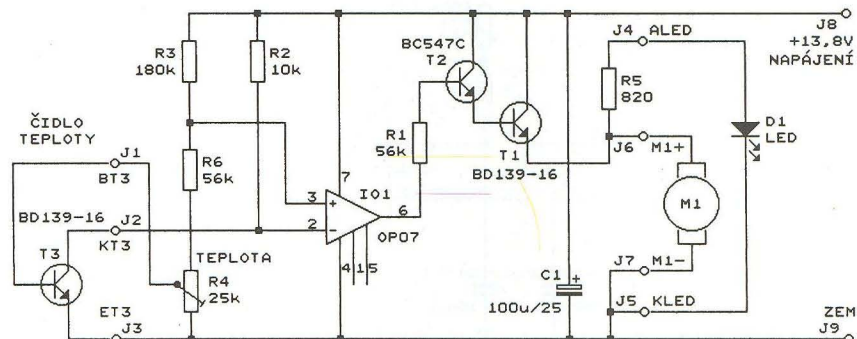 R3
180k
R2
10k
BC547C
T2
J4 ALED
J8
+13,8V
NAPÁJENÍ
R5
820
ČIDLO
TEPLOTY
J1
BT3
R1
56k
T1
BD139-16
J6 M1+
D1
LED
R6
56k
7
3
+
IO1
6
OP07
2
-
M1
BD139-16
J2
KT3
T3
TEPLOTA
R4
25k
4 1 5
C1
+
100u/25
J7 M1-
J5 KLED
ET3
J3
ZEM
J9